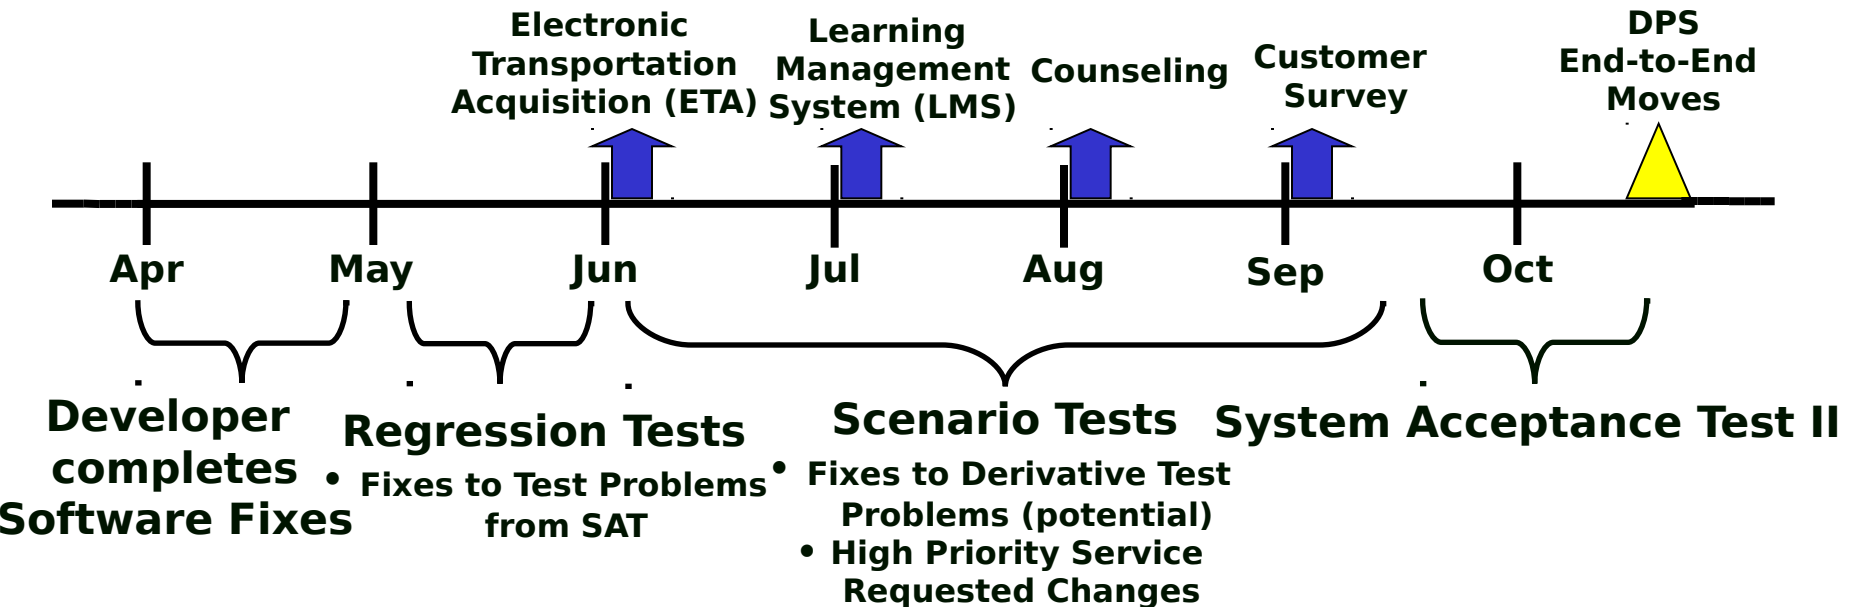 Electronic
Transportation
Acquisition (ETA)
Learning
Management
System (LMS)
Counseling
Customer
Survey
DPS
End-to-End
Moves
Apr May Jun Jul Aug Sep Oct
Developer
completes
Software Fixes
Regression Tests
• Fixes to Test Problems
from SAT
Scenario Tests
• Fixes to Derivative Test
Problems (potential)
• High Priority Service
Requested Changes
System Acceptance Test II